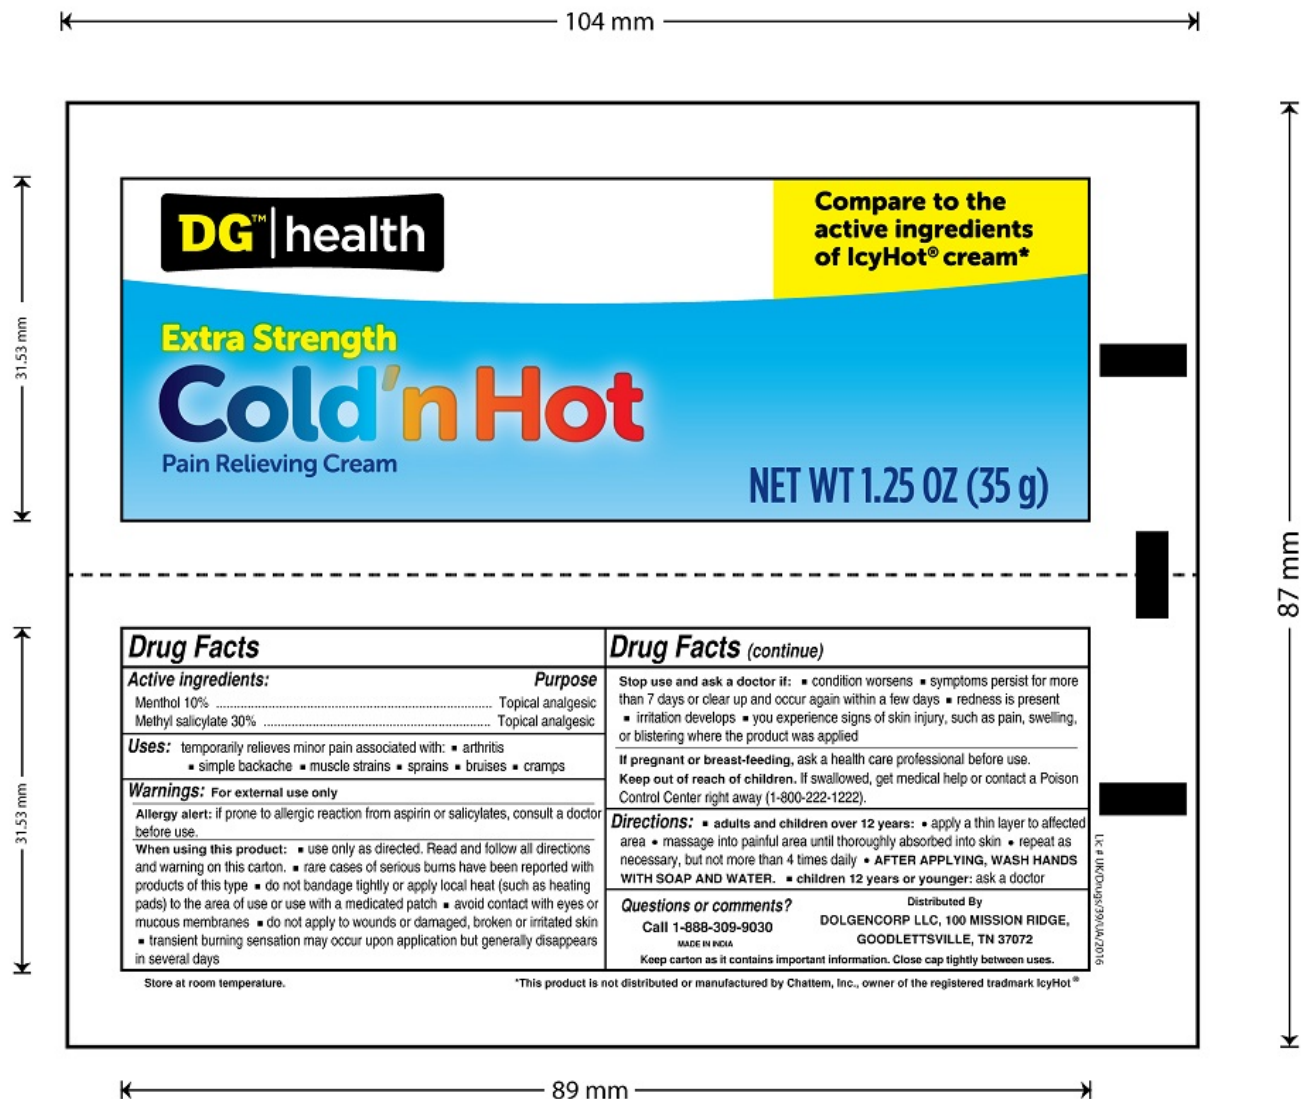 104 mm
DG™ health
Compare to the
active ingredients
of IcyHot® cream*
Extra Strength
Cold'n Hot
Pain Relieving Cream
NET WT 1.25 OZ (35 g)
31.53 mm
87 mm
31.53 mm
Drug Facts
Active ingredients: Purpose
Menthol 10% ................................................................ Topical analgesic
Methyl salicylate 30% ..................................................... Topical analgesic
Uses: temporarily relieves minor pain associated with: ▪ arthritis
▪ simple backache ▪ muscle strains ▪ sprains ▪ bruises ▪ cramps
Warnings: For external use only
Allergy alert: if prone to allergic reaction from aspirin or salicylates, consult a doctor
before use.
When using this product: ▪ use only as directed. Read and follow all directions
and warning on this carton. ▪ rare cases of serious burns have been reported with
products of this type ▪ do not bandage tightly or apply local heat (such as heating
pads) to the area of use or use with a medicated patch ▪ avoid contact with eyes or
mucous membranes ▪ do not apply to wounds or damaged, broken or irritated skin
▪ transient burning sensation may occur upon application but generally disappears
in several days
Drug Facts (continue)
Stop use and ask a doctor if: ▪ condition worsens ▪ symptoms persist for more
than 7 days or clear up and occur again within a few days ▪ redness is present
▪ irritation develops ▪ you experience signs of skin injury, such as pain, swelling,
or blistering where the product was applied
If pregnant or breast-feeding, ask a health care professional before use.
Keep out of reach of children. If swallowed, get medical help or contact a Poison
Control Center right away (1-800-222-1222).
Directions: ▪ adults and children over 12 years: • apply a thin layer to affected
area • massage into painful area until thoroughly absorbed into skin • repeat as
necessary, but not more than 4 times daily • AFTER APPLYING, WASH HANDS
WITH SOAP AND WATER. ▪ children 12 years or younger: ask a doctor
Questions or comments?
Call 1-888-309-9030
MADE IN INDIA
Distributed By
DOLGENCORP LLC, 100 MISSION RIDGE,
GOODLETTSVILLE, TN 37072
Keep carton as it contains important information. Close cap tightly between uses.
Lic # UK/Drugs/39/UA/2016
Store at room temperature.
*This product is not distributed or manufactured by Chattem, Inc., owner of the registered tradmark IcyHot®
89 mm